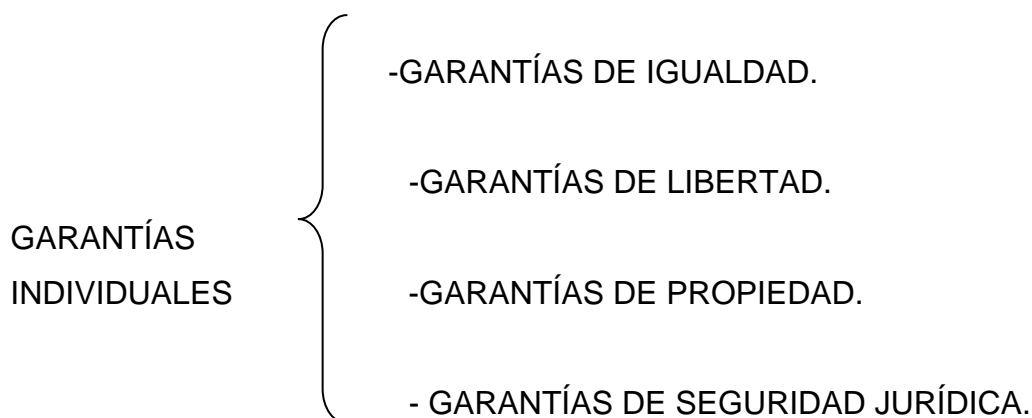 GARANTÍAS
INDIVIDUALES
-GARANTÍAS DE IGUALDAD.
-GARANTÍAS DE LIBERTAD.
-GARANTÍAS DE PROPIEDAD.
- GARANTÍAS DE SEGURIDAD JURÍDICA.